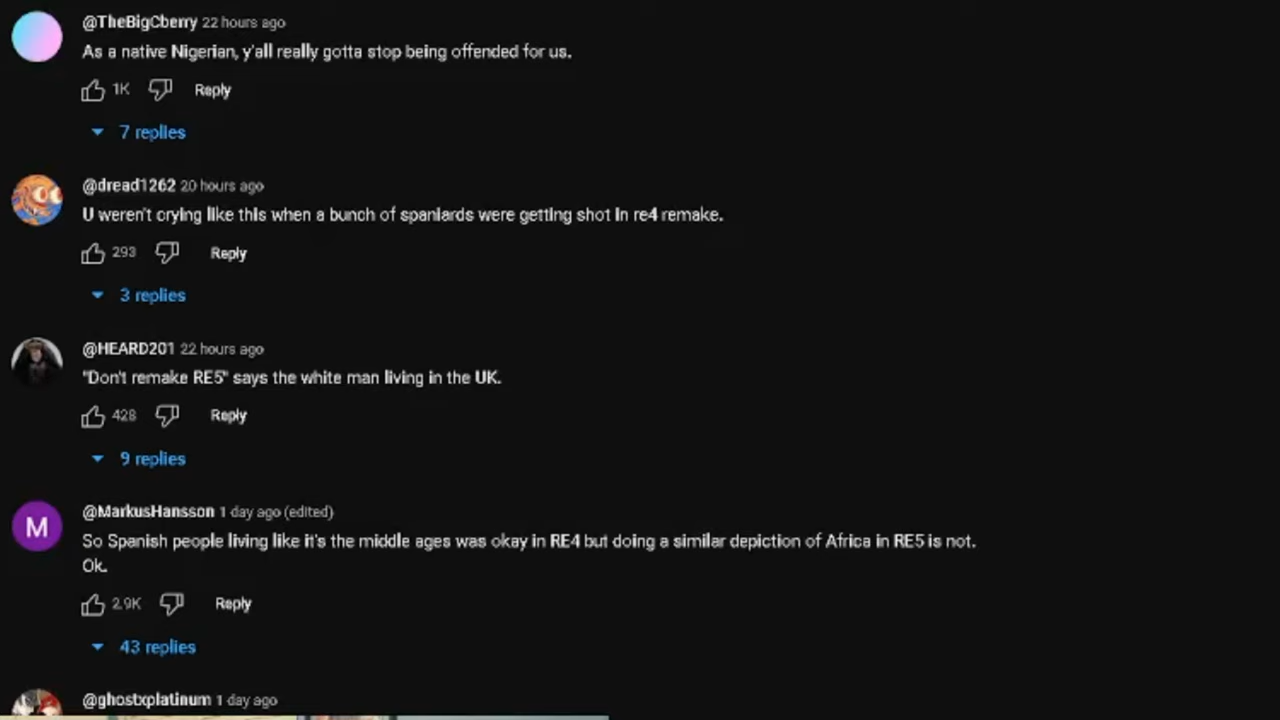 @TheBigCberry 22 hours ago
As a native Nigerian, y'all really gotta stop being offended for us.
1K Reply
7 replies
@dread1262 20 hours ago
U weren't crying like this when a bunch of spaniards were getting shot in re4 remake.
293 Reply
3 replies
@HEARD201 22 hours ago
"Don't remake RE5" says the white man living in the UK.
428 Reply
9 replies
M
@MarkusHansson 1 day ago (edited)
So Spanish people living like it's the middle ages was okay in RE4 but doing a similar depiction of Africa in RE5 is not.
Ok.
2.9K Reply
43 replies
@ghostxplatinum 1 day ago